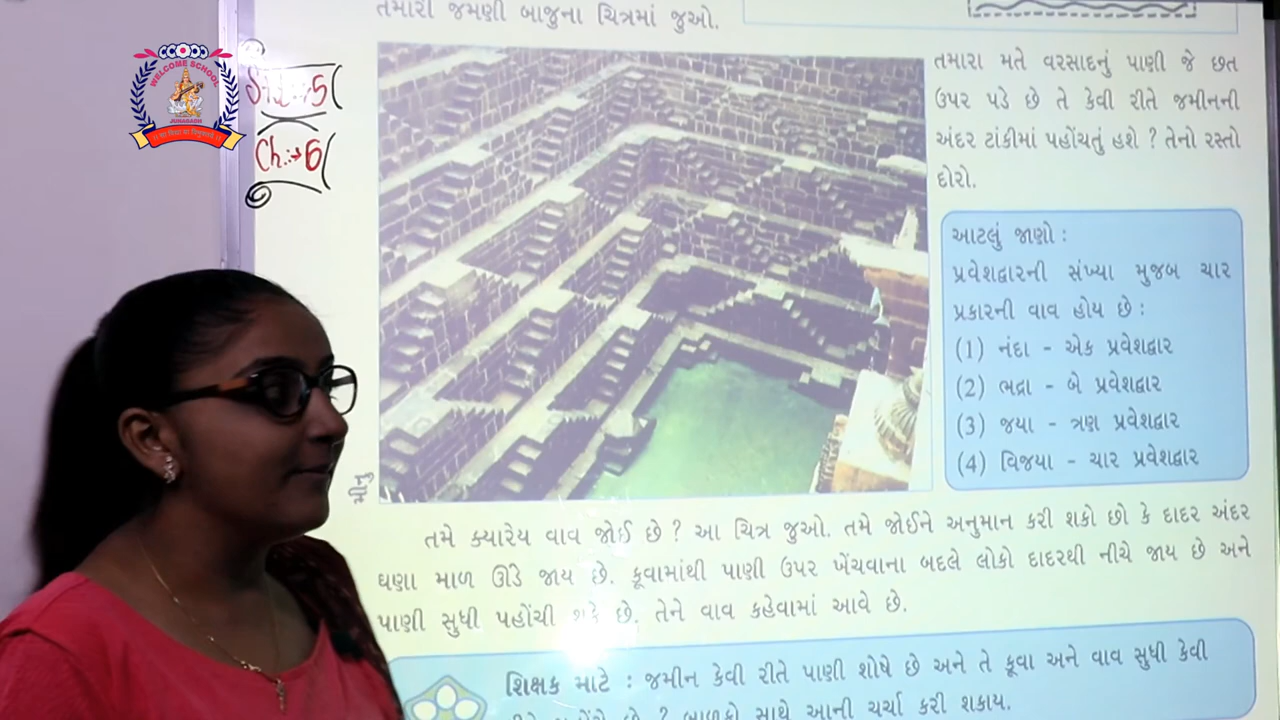 તમારી જમણી બાજુના ચિત્રમાં જુઓ.
WELCOME SCHOOL
JUNAGADH
Std.:→5
Ch.:→6
તમારા મતે વરસાદનું પાણી જે છત
ઉપર પડે છે તે કેવી રીતે જમીનની
અંદર ટાંકીમાં પહોંચતું હશે ? તેનો રસ્તો
દોરો.
આટલું જાણો :
પ્રવેશદ્વારની સંખ્યા મુજબ ચાર
પ્રકારની વાવ હોય છે :
(1) નંદા - એક પ્રવેશદ્વાર
(2) ભદ્રા - બે પ્રવેશદ્વાર
(3) જયા - ત્રણ પ્રવેશદ્વાર
(4) વિજયા - ચાર પ્રવેશદ્વાર
તમે ક્યારેય વાવ જોઈ છે ? આ ચિત્ર જુઓ. તમે જોઈને અનુમાન કરી શકો છો કે દાદર અંદર
ઘણા માળ ઊંડે જાય છે. કૂવામાંથી પાણી ઉપર ખેંચવાના બદલે લોકો દાદરથી નીચે જાય છે અને
પાણી સુધી પહોંચી શકે છે. તેને વાવ કહેવામાં આવે છે.
શિક્ષક માટે : જમીન કેવી રીતે પાણી શોષે છે અને તે કૂવા અને વાવ સુધી કેવી
રીતે પહોંચે છે ? બાળકો સાથે આની ચર્ચા કરી શકાય.